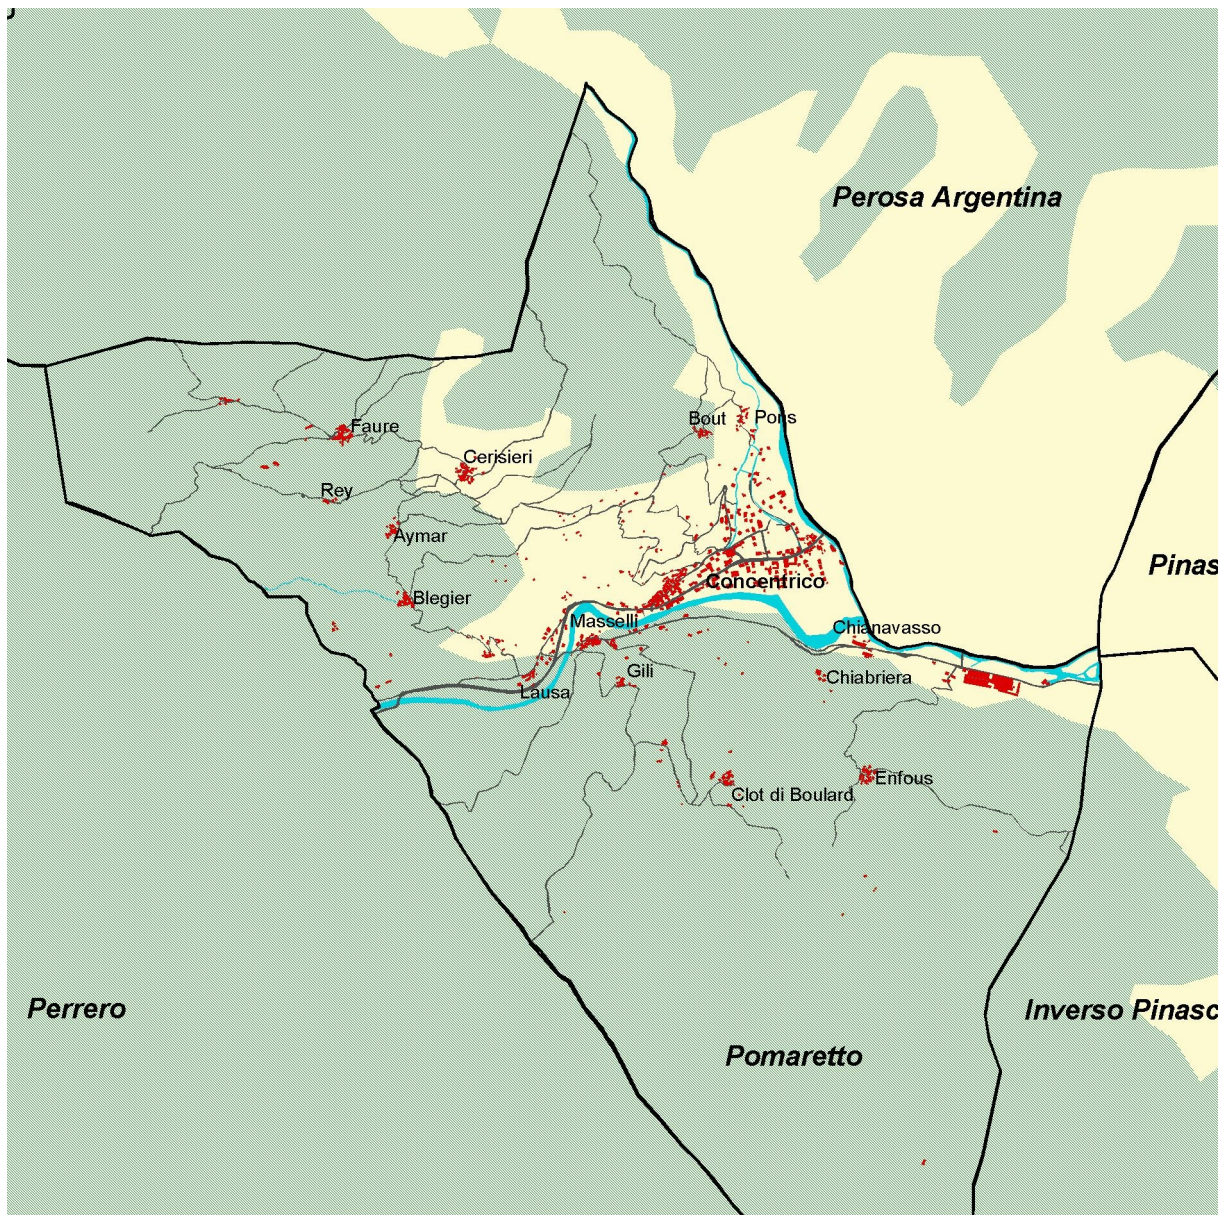 Perosa Argentina
Bout
Pons
Faure
Cerisieri
Rey
Aymar
Pinas
Concentrico
Blegier
Masselli
Chianavasso
Gili
Chiabriera
Lausa
Enfous
Clot di Boulard
Perrero
Inverso Pinasc
Pomaretto